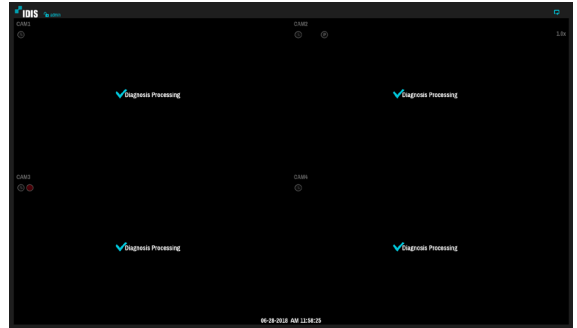 IDIS admin
CAM1
CAM2
1.0x
Diagnosis Processing
Diagnosis Processing
CAM3
CAM4
Diagnosis Processing
Diagnosis Processing
06-28-2018 AM 11:58:25